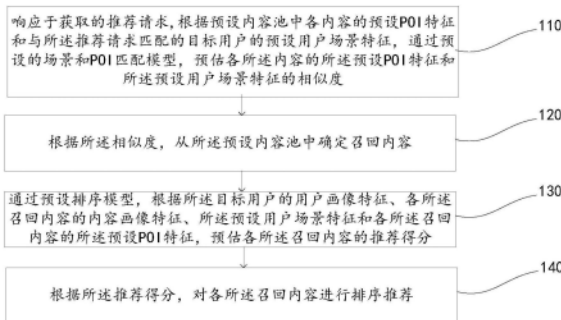 响应于获取的推荐请求,根据预设内容池中各内容的预设POI特征
和与所述推荐请求匹配的目标用户的预设用户场景特征，通过预
设的场景和POI匹配模型，预估各所述内容的所述预设POI特征和
所述预设用户场景特征的相似度
110
根据所述相似度，从所述预设内容池中确定召回内容
120
通过预设排序模型，根据所述目标用户的用户画像特征、各所述
召回内容的内容画像特征、所述预设用户场景特征和各所述召回
内容的所述预设POI特征，预估各所述召回内容的推荐得分
130
根据所述推荐得分，对各所述召回内容进行排序推荐
140